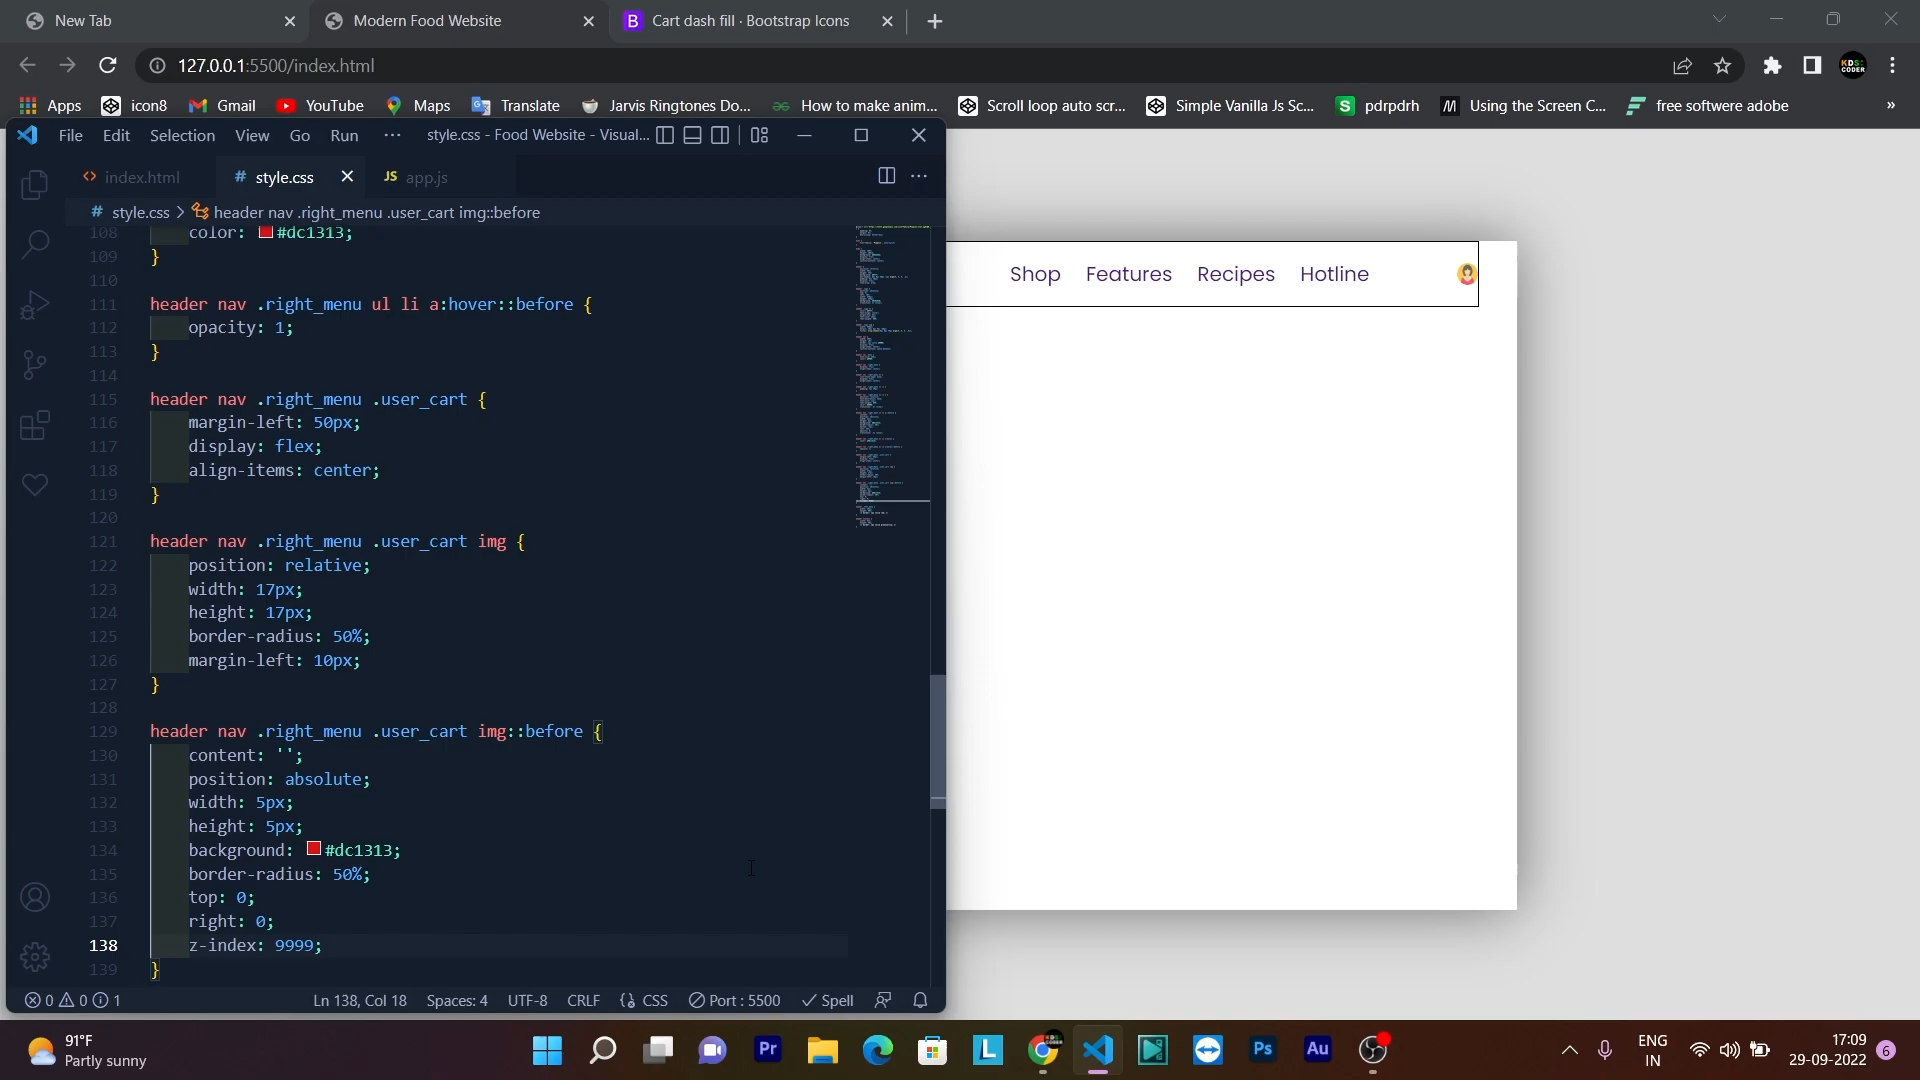 New Tab
Modern Food Website
B Cart dash fill · Bootstrap Icons
127.0.0.1:5500/index.html
KDS: CODER
Apps icon8 Gmail YouTube Maps Translate Jarvis Ringtones Do... How to make anim... Scroll loop auto scr... Simple Vanilla Js Sc... S pdrpdrh M Using the Screen C... free softwere adobe »
File Edit Selection View Go Run ··· style.css - Food Website - Visual...
<> index.html # style.css JS app.js ···
# style.css > header nav .right_menu .user_cart img::before
108 color: #dc1313;
109 }
110
111 header nav .right_menu ul li a:hover::before {
112 opacity: 1;
113 }
114
115 header nav .right_menu .user_cart {
116 margin-left: 50px;
117 display: flex;
118 align-items: center;
119 }
120
121 header nav .right_menu .user_cart img {
122 position: relative;
123 width: 17px;
124 height: 17px;
125 border-radius: 50%;
126 margin-left: 10px;
127 }
128
129 header nav .right_menu .user_cart img::before {
130 content: '';
131 position: absolute;
132 width: 5px;
133 height: 5px;
134 background: #dc1313;
135 border-radius: 50%;
136 top: 0;
137 right: 0;
138 z-index: 9999;
139 }
0 0 1 Ln 138, Col 18 Spaces: 4 UTF-8 CRLF CSS Port : 5500 Spell
Shop Features Recipes Hotline
91°F
Partly sunny
Pr
L
Ps
Au
ENG
IN
17:09
29-09-2022
6